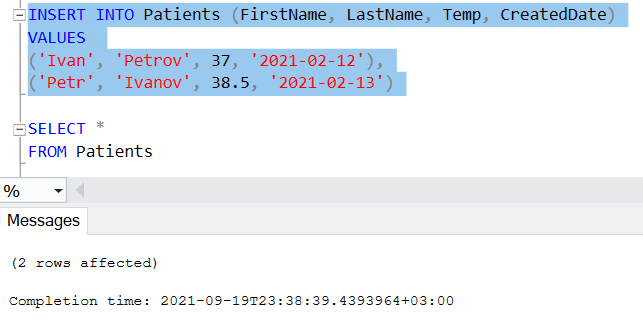 INSERT INTO Patients (FirstName, LastName, Temp, CreatedDate)
VALUES
('Ivan', 'Petrov', 37, '2021-02-12'),
('Petr', 'Ivanov', 38.5, '2021-02-13')
SELECT *
FROM Patients
%
Messages
(2 rows affected)
Completion time: 2021-09-19T23:38:39.4393964+03:00